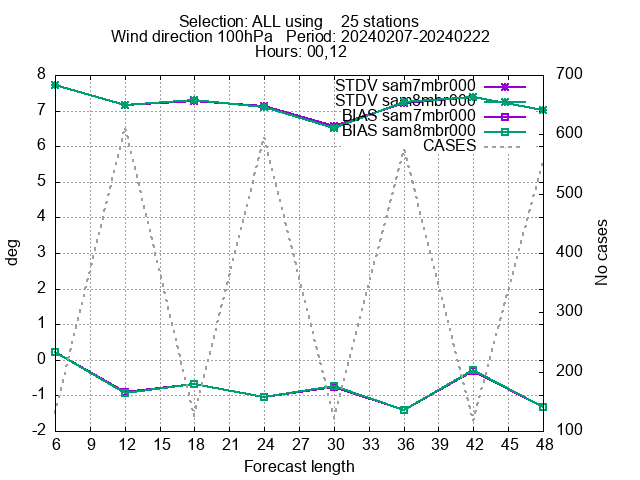 Selection: ALL using    25 stations
Wind direction 100hPa   Period: 20240207-20240222
Hours: 00,12
STDV sam7mbr000
STDV sam8mbr000
BIAS sam7mbr000
BIAS sam8mbr000
CASES
8
7
6
5
4
3
2
1
0
-1
-2
deg
700
600
500
400
300
200
100
No cases
6 9 12 15 18 21 24 27 30 33 36 39 42 45 48
Forecast length